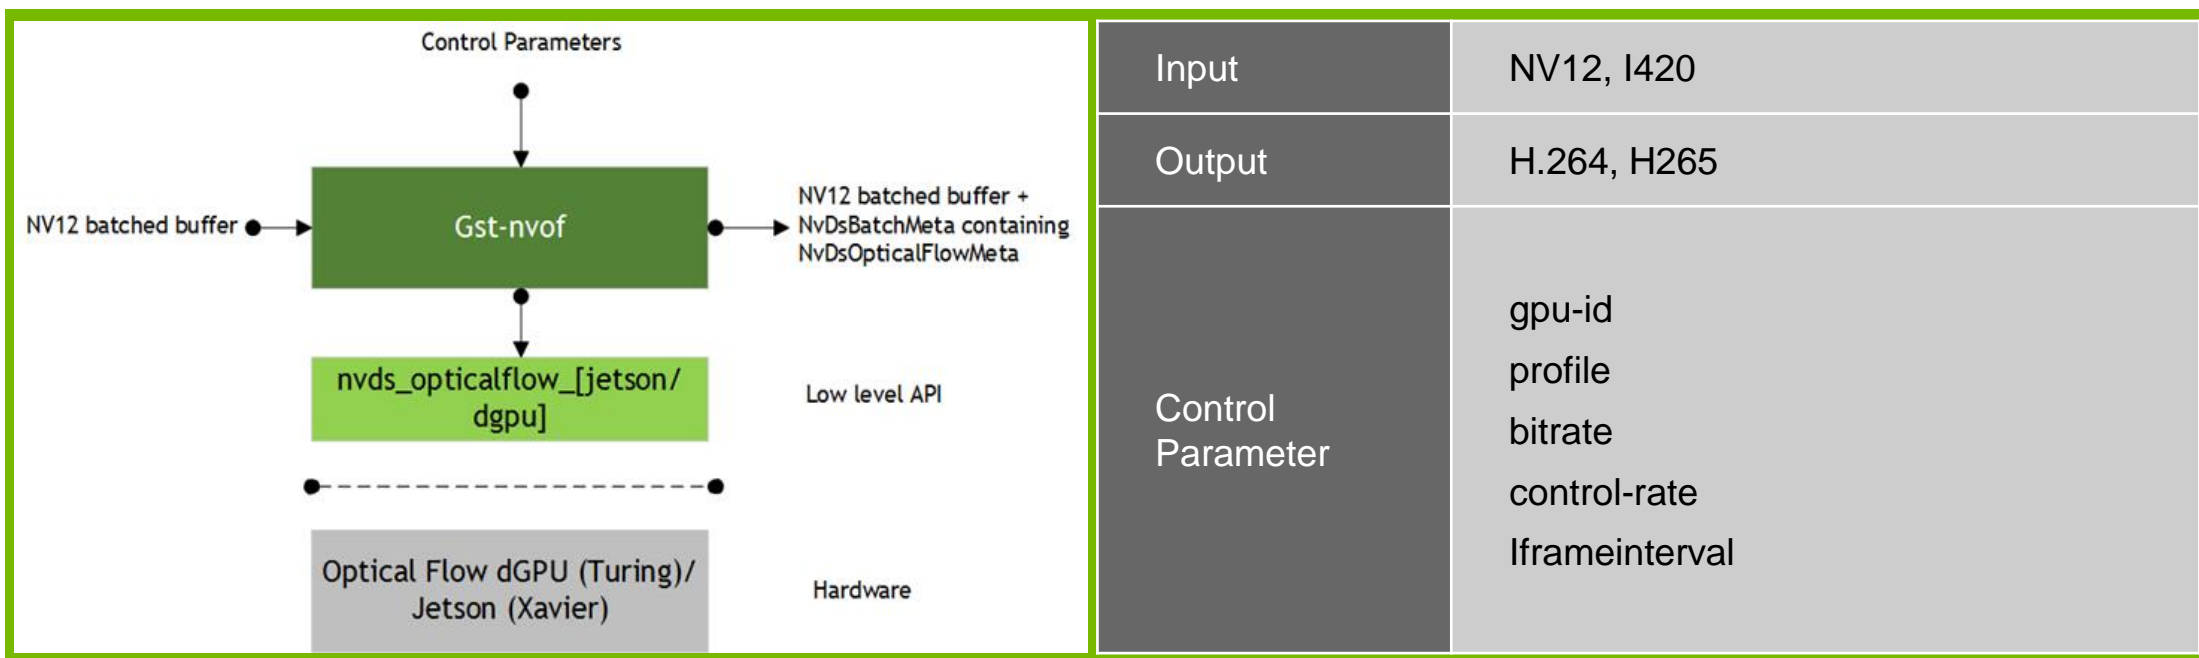 Control Parameters
NV12 batched buffer
Gst-nvof
NV12 batched buffer +
NvDsBatchMeta containing
NvDsOpticalFlowMeta
nvds_opticalflow_[jetson/
dgpu]
Low level API
Optical Flow dGPU (Turing)/
Jetson (Xavier)
Hardware
Input
NV12, I420
Output
H.264, H265
Control
Parameter
gpu-id
profile
bitrate
control-rate
Iframeinterval